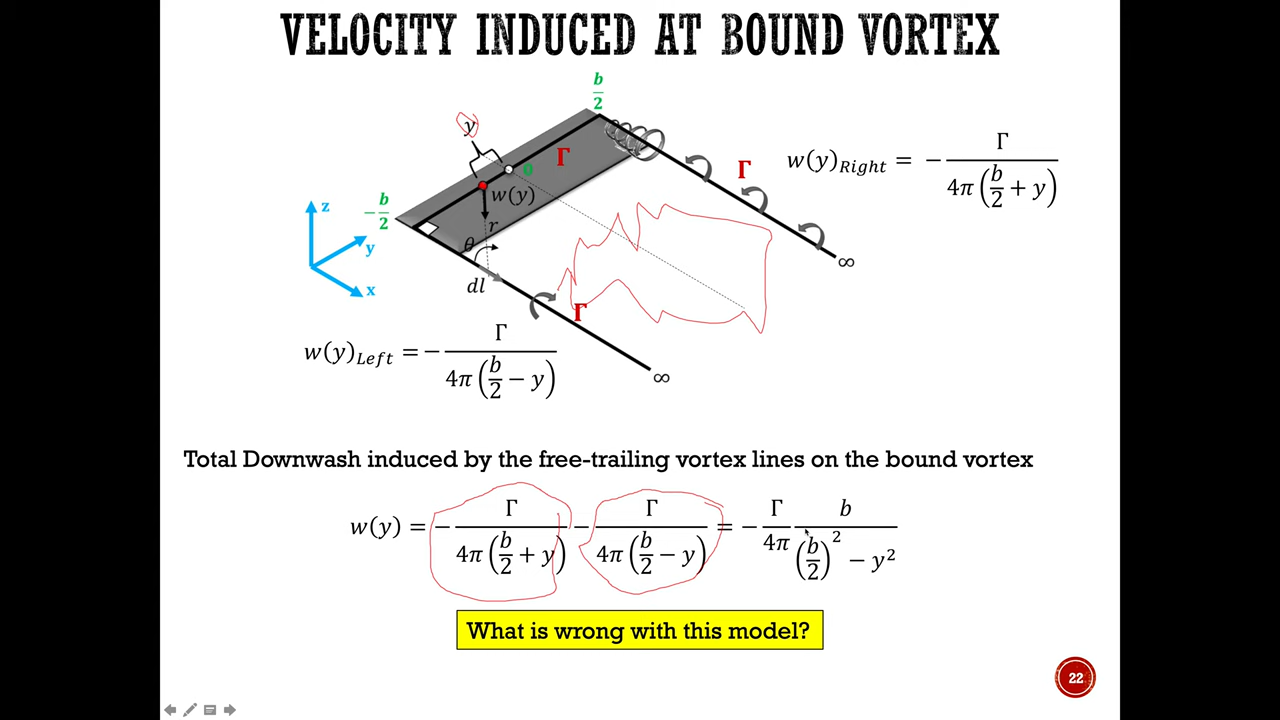 VELOCITY INDUCED AT BOUND VORTEX
b/2
y
Γ
0
w(y)
r
θ
dl
-b/2
z
y
x
Γ
∞
Γ
∞
w(y)_Right = - Γ / 4π(b/2 + y)
w(y)_Left = - Γ / 4π(b/2 - y)
Total Downwash induced by the free-trailing vortex lines on the bound vortex
w(y) = - Γ / 4π(b/2 + y) - Γ / 4π(b/2 - y) = - Γ/4π b / (b/2)² - y²
What is wrong with this model?
22